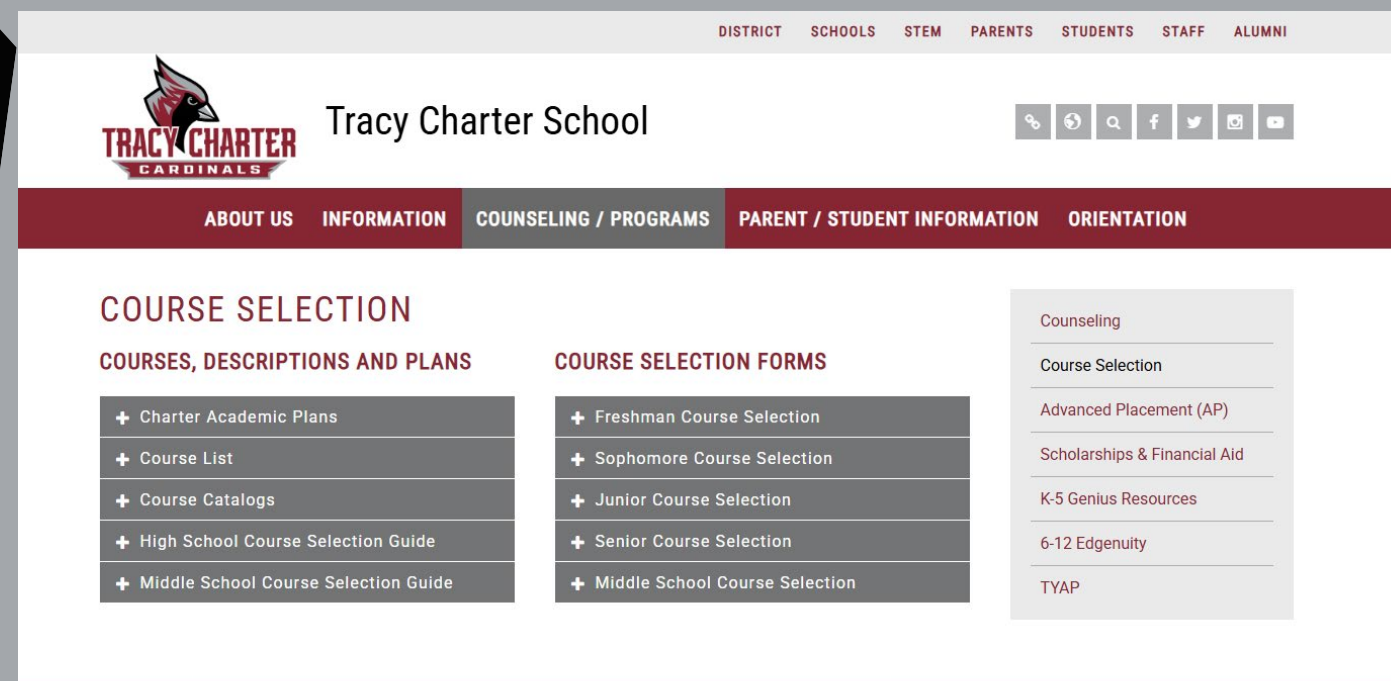 DISTRICT SCHOOLS STEM PARENTS STUDENTS STAFF ALUMNI
TRACY CHARTER
CARDINALS
Tracy Charter School
ABOUT US INFORMATION COUNSELING / PROGRAMS PARENT / STUDENT INFORMATION ORIENTATION
COURSE SELECTION
COURSES, DESCRIPTIONS AND PLANS
Charter Academic Plans
Course List
Course Catalogs
High School Course Selection Guide
Middle School Course Selection Guide
COURSE SELECTION FORMS
Freshman Course Selection
Sophomore Course Selection
Junior Course Selection
Senior Course Selection
Middle School Course Selection
Counseling
Course Selection
Advanced Placement (AP)
Scholarships & Financial Aid
K-5 Genius Resources
6-12 Edgenuity
TYAP